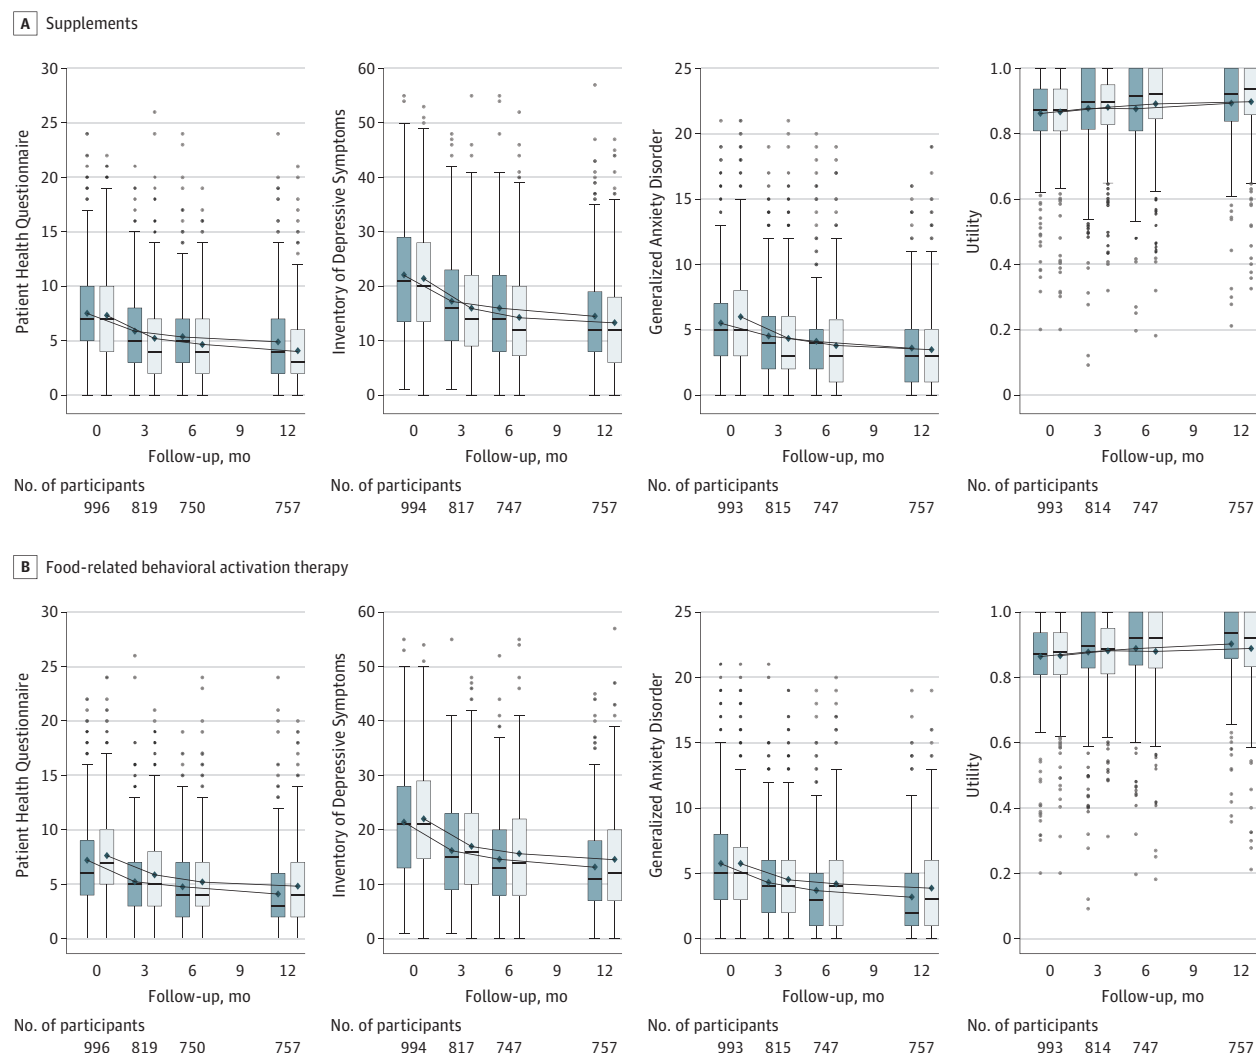 A Supplements
Patient Health Questionnaire
30
25
20
15
10
5
0
0 3 6 9 12
Follow-up, mo
No. of participants
996 819 750 757
Inventory of Depressive Symptoms
60
50
40
30
20
10
0
0 3 6 9 12
Follow-up, mo
No. of participants
994 817 747 757
Generalized Anxiety Disorder
25
20
15
10
5
0
0 3 6 9 12
Follow-up, mo
No. of participants
993 815 747 757
Utility
1.0
0.8
0.6
0.4
0.2
0
0 3 6 9 12
Follow-up, mo
No. of participants
993 814 747 757
B Food-related behavioral activation therapy
Patient Health Questionnaire
30
25
20
15
10
5
0
0 3 6 9 12
Follow-up, mo
No. of participants
996 819 750 757
Inventory of Depressive Symptoms
60
50
40
30
20
10
0
0 3 6 9 12
Follow-up, mo
No. of participants
994 817 747 757
Generalized Anxiety Disorder
25
20
15
10
5
0
0 3 6 9 12
Follow-up, mo
No. of participants
993 815 747 757
Utility
1.0
0.8
0.6
0.4
0.2
0
0 3 6 9 12
Follow-up, mo
No. of participants
993 814 747 757